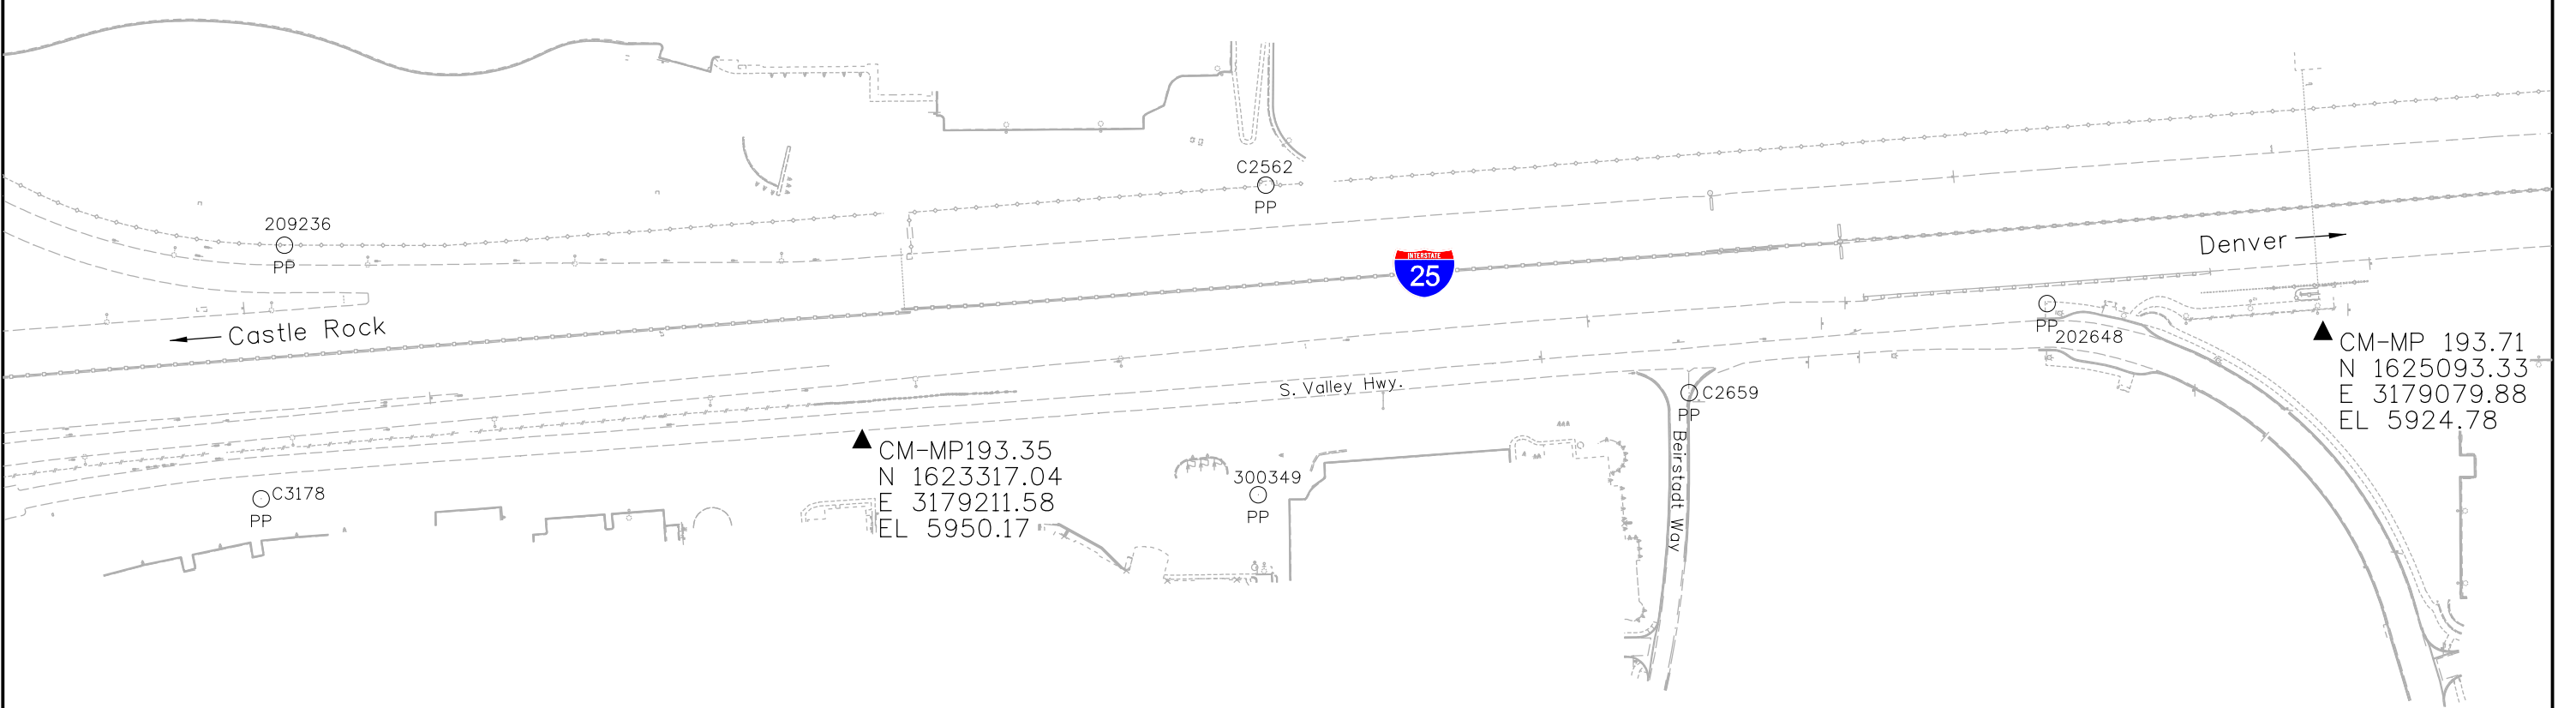 C2562
PP
209236
PP
INTERSTATE
25
Denver
Castle Rock
PP
202648
CM-MP 193.71
N 1625093.33
E 3179079.88
EL 5924.78
S. Valley Hwy.
C2659
PP
Beirstadt Way
CM-MP193.35
N 1623317.04
E 3179211.58
EL 5950.17
300349
PP
C3178
PP